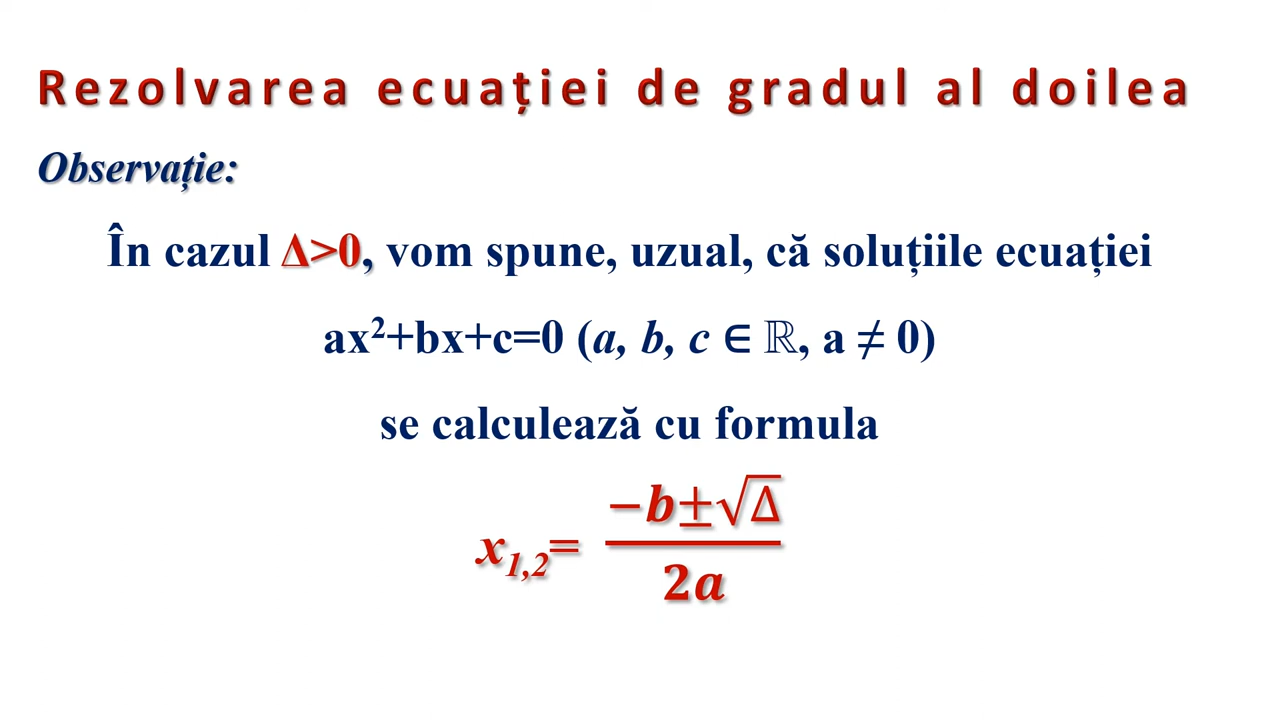 Rezolvarea ecuației de gradul al doilea
Observație:
În cazul Δ>0, vom spune, uzual, că soluțiile ecuației
ax²+bx+c=0 (a, b, c ∈ ℝ, a ≠ 0)
se calculează cu formula
x₁,₂= (−b±√Δ)/(2a)